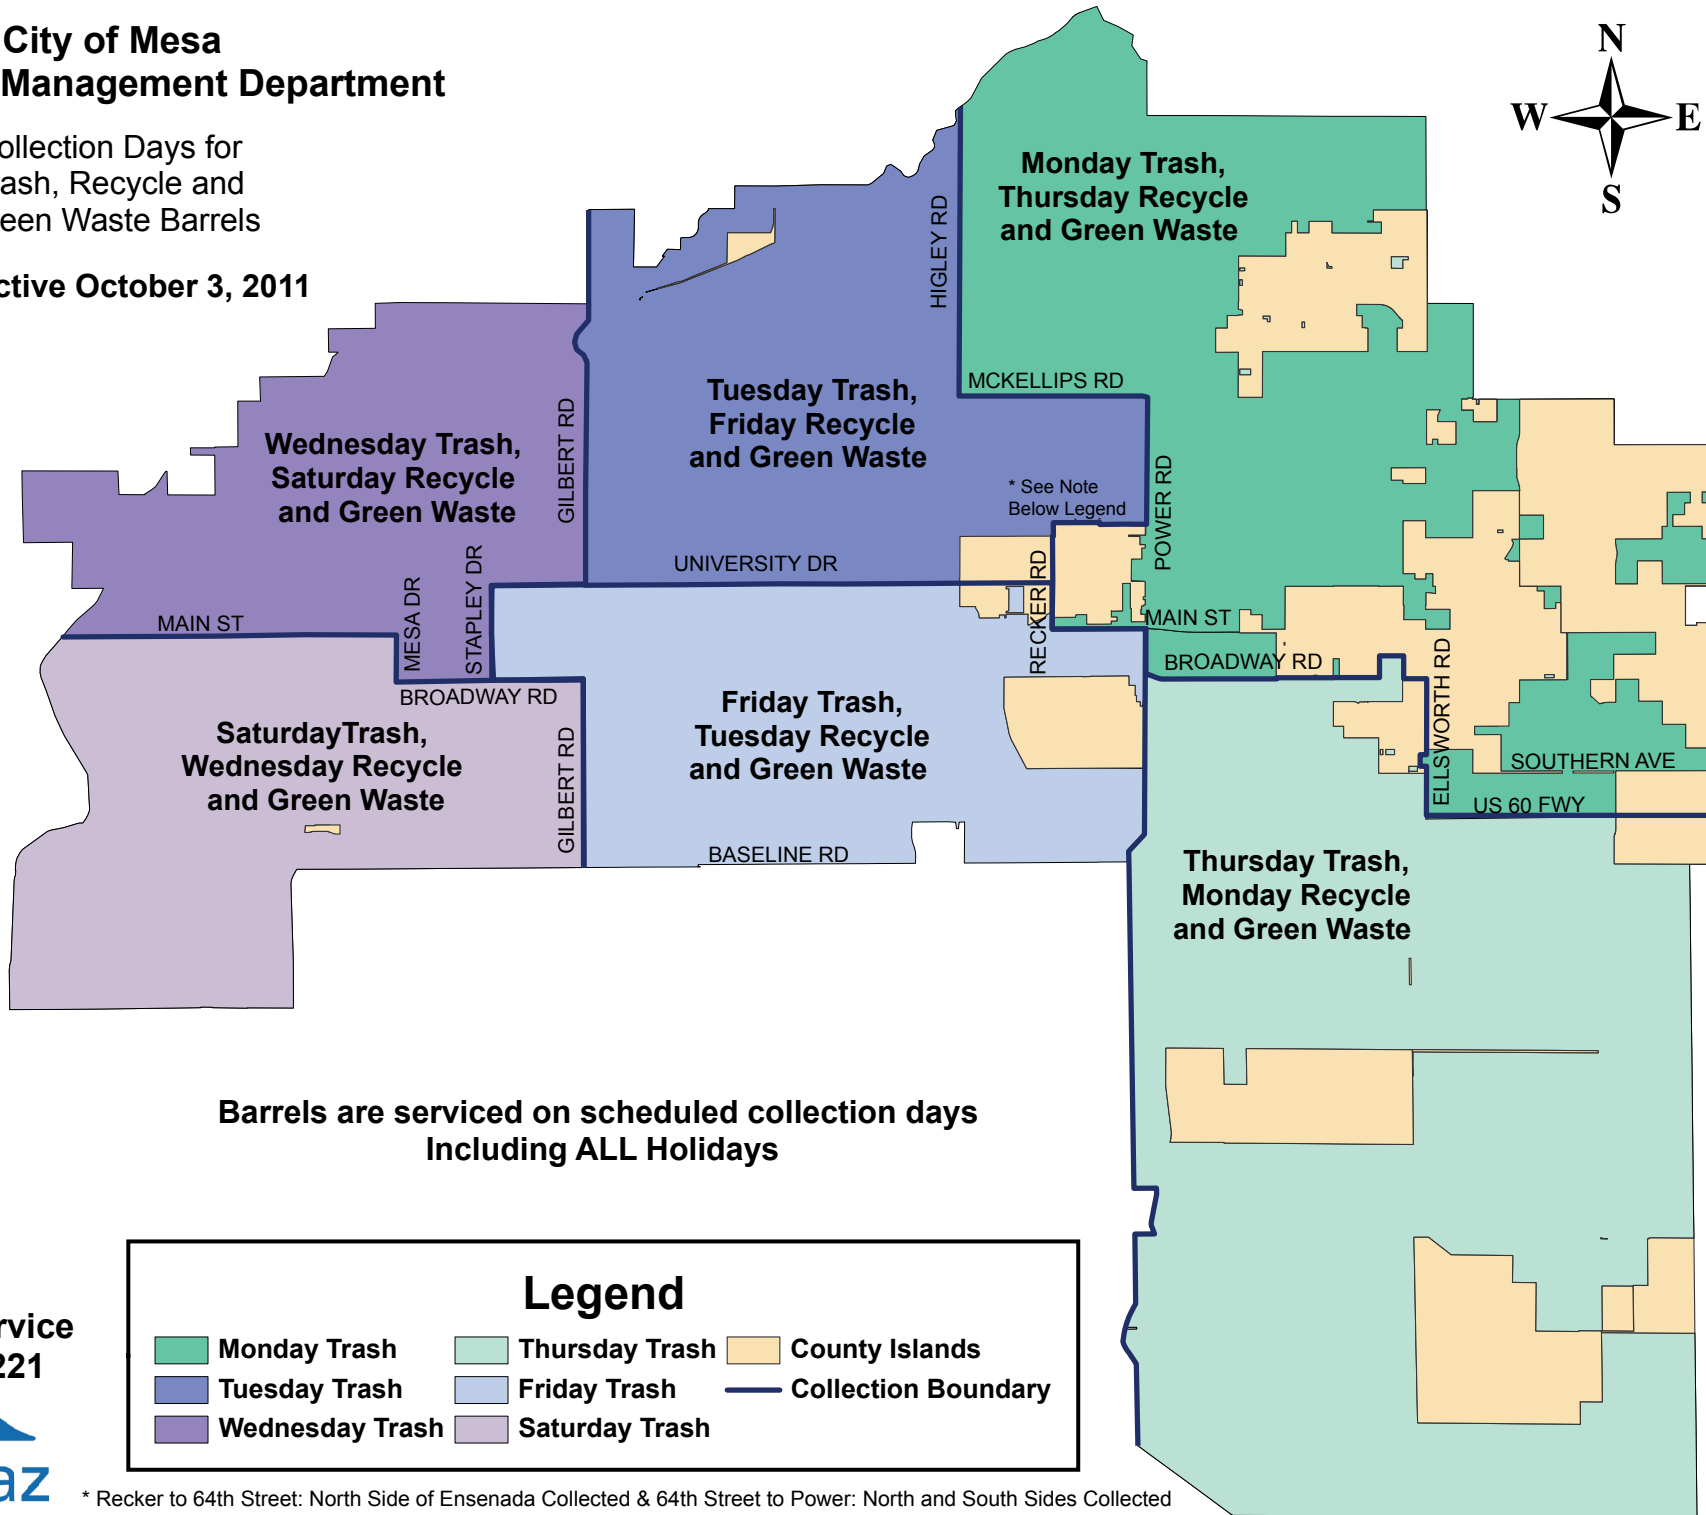 City of Mesa
Management Department
ollection Days for
ash, Recycle and
een Waste Barrels
ctive October 3, 2011
N
W
E
S
Monday Trash,
Thursday Recycle
and Green Waste
HIGLEY RD
MCKELLIPS RD
Tuesday Trash,
Friday Recycle
and Green Waste
Wednesday Trash,
Saturday Recycle
and Green Waste
GILBERT RD
* See Note
Below Legend
POWER RD
UNIVERSITY DR
RECKER RD
MESA DR
STAPLEY DR
MAIN ST
MAIN ST
BROADWAY RD
BROADWAY RD
ELLSWORTH RD
SaturdayTrash,
Wednesday Recycle
and Green Waste
GILBERT RD
Friday Trash,
Tuesday Recycle
and Green Waste
SOUTHERN AVE
US 60 FWY
BASELINE RD
Thursday Trash,
Monday Recycle
and Green Waste
Barrels are serviced on scheduled collection days
Including ALL Holidays
rvice
221
az
Legend
Monday Trash
Thursday Trash
County Islands
Tuesday Trash
Friday Trash
Collection Boundary
Wednesday Trash
Saturday Trash
* Recker to 64th Street: North Side of Ensenada Collected & 64th Street to Power: North and South Sides Collected